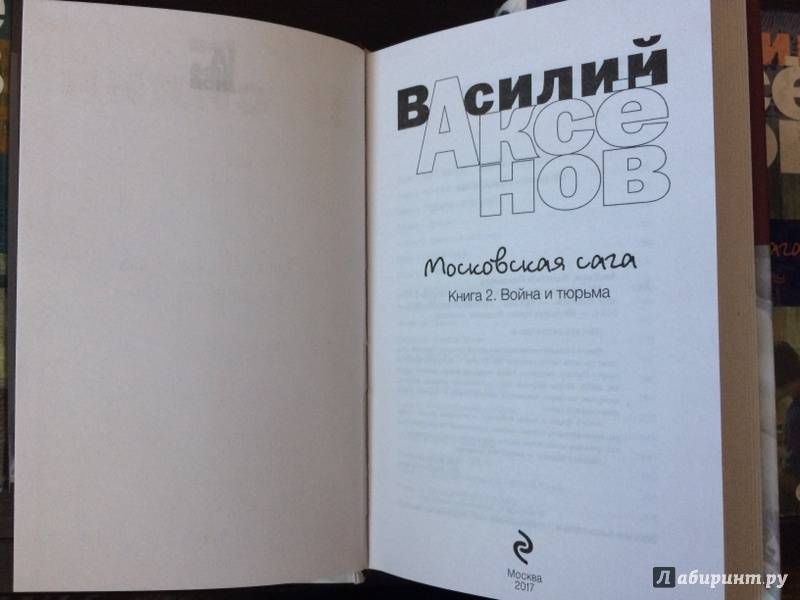 Василий
Аксе
нов
Московская сага
Книга 2. Война и тюрьма
Москва
2017
Лабиринт.ру